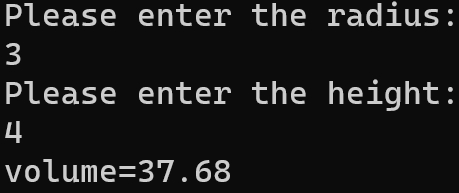 Please enter the radius:
3
Please enter the height:
4
volume=37.68